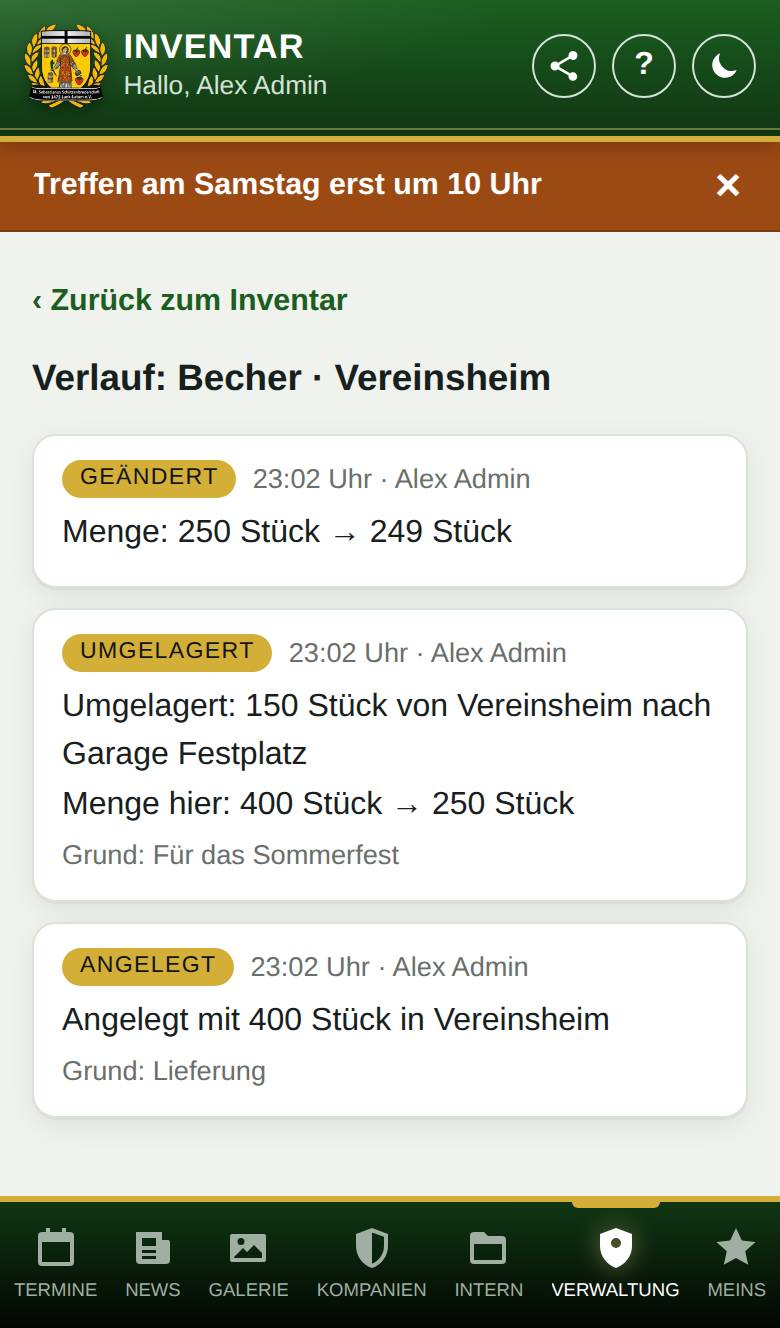 INVENTAR
Hallo, Alex Admin
?
St. Sebastianus Schützenbruderschaft
Treffen am Samstag erst um 10 Uhr
×
‹ Zurück zum Inventar
Verlauf: Becher · Vereinsheim
GEÄNDERT 23:02 Uhr · Alex Admin
Menge: 250 Stück → 249 Stück
UMGELAGERT 23:02 Uhr · Alex Admin
Umgelagert: 150 Stück von Vereinsheim nach
Garage Festplatz
Menge hier: 400 Stück → 250 Stück
Grund: Für das Sommerfest
ANGELEGT 23:02 Uhr · Alex Admin
Angelegt mit 400 Stück in Vereinsheim
Grund: Lieferung
TERMINE NEWS GALERIE KOMPANIEN INTERN VERWALTUNG MEINS